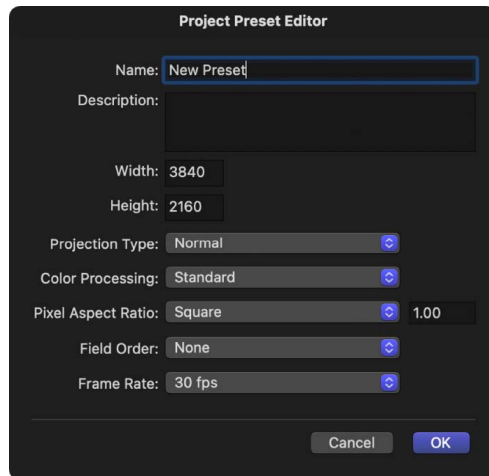 Project Preset Editor
Name: New Preset
Description:
Width: 3840
Height: 2160
Projection Type: Normal
Color Processing: Standard
Pixel Aspect Ratio: Square 1.00
Field Order: None
Frame Rate: 30 fps
Cancel OK